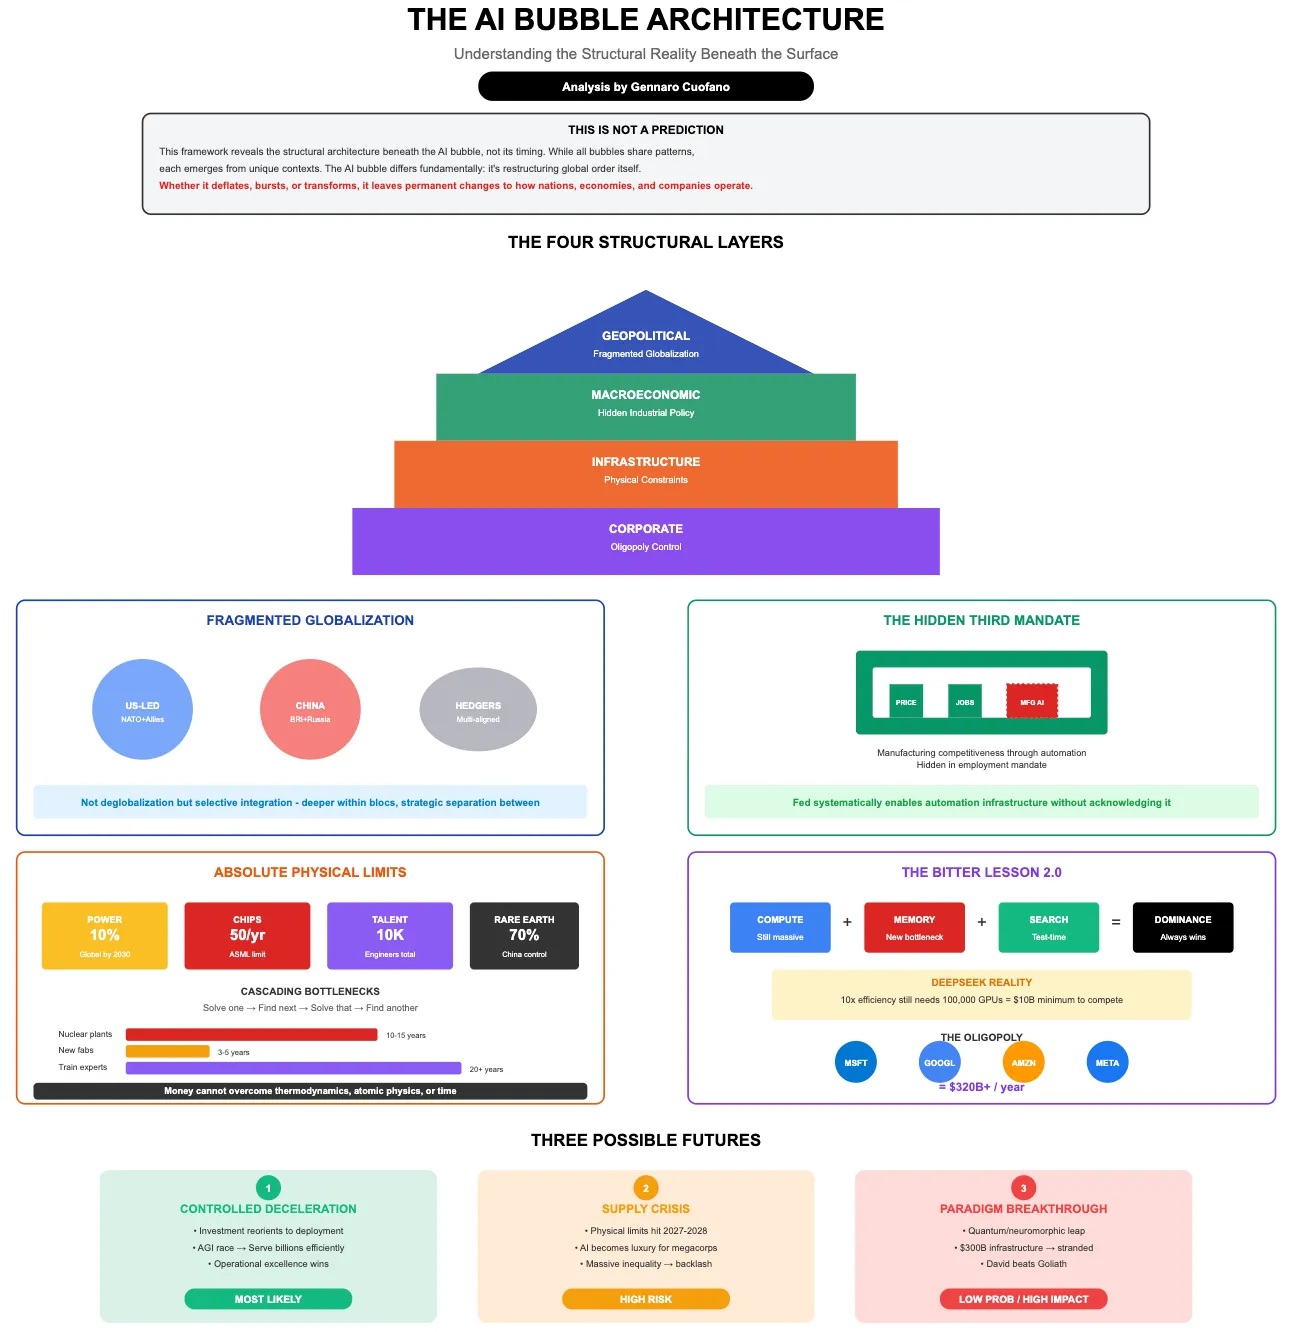 THE AI BUBBLE ARCHITECTURE
Understanding the Structural Reality Beneath the Surface
Analysis by Gennaro Cuofano
THIS IS NOT A PREDICTION
This framework reveals the structural architecture beneath the AI bubble, not its timing. While all bubbles share patterns,
each emerges from unique contexts. The AI bubble differs fundamentally: it's restructuring global order itself.
Whether it deflates, bursts, or transforms, it leaves permanent changes to how nations, economies, and companies operate.
THE FOUR STRUCTURAL LAYERS
GEOPOLITICAL
Fragmented Globalization
MACROECONOMIC
Hidden Industrial Policy
INFRASTRUCTURE
Physical Constraints
CORPORATE
Oligopoly Control
FRAGMENTED GLOBALIZATION
US-LED
NATO+Allies
CHINA
BRI+Russia
HEDGERS
Multi-aligned
Not deglobalization but selective integration - deeper within blocs, strategic separation between
THE HIDDEN THIRD MANDATE
PRICE
JOBS
MFG AI
Manufacturing competitiveness through automation
Hidden in employment mandate
Fed systematically enables automation infrastructure without acknowledging it
ABSOLUTE PHYSICAL LIMITS
POWER
10%
Global by 2030
CHIPS
50/yr
ASML limit
TALENT
10K
Engineers total
RARE EARTH
70%
China control
CASCADING BOTTLENECKS
Solve one → Find next → Solve that → Find another
Nuclear plants
10-15 years
New fabs
3-5 years
Train experts
20+ years
Money cannot overcome thermodynamics, atomic physics, or time
THE BITTER LESSON 2.0
COMPUTE
Still massive
+
MEMORY
New bottleneck
+
SEARCH
Test-time
=
DOMINANCE
Always wins
DEEPSEEK REALITY
10x efficiency still needs 100,000 GPUs = $10B minimum to compete
THE OLIGOPOLY
MSFT
GOOGL
AMZN
META
= $320B+ / year
THREE POSSIBLE FUTURES
1
CONTROLLED DECELERATION
• Investment reorients to deployment
• AGI race → Serve billions efficiently
• Operational excellence wins
MOST LIKELY
2
SUPPLY CRISIS
• Physical limits hit 2027-2028
• AI becomes luxury for megacorps
• Massive inequality → backlash
HIGH RISK
3
PARADIGM BREAKTHROUGH
• Quantum/neuromorphic leap
• $300B infrastructure → stranded
• David beats Goliath
LOW PROB / HIGH IMPACT